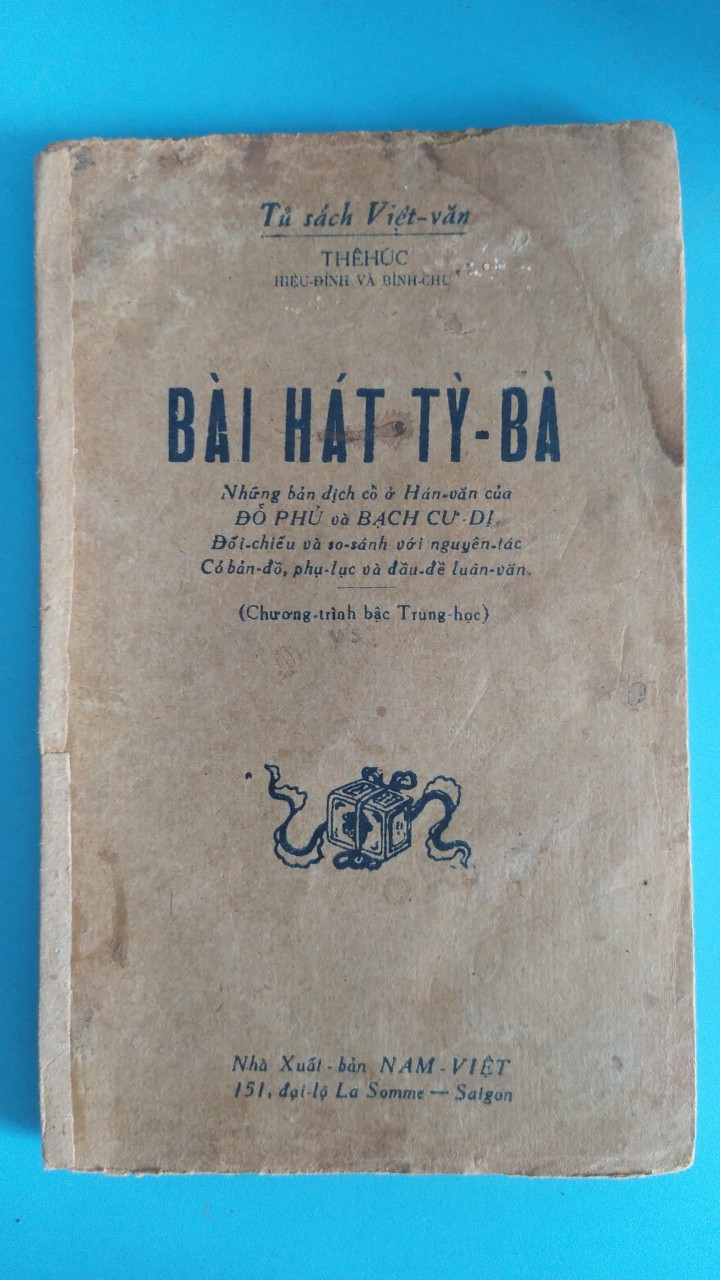 Tủ sách Việt-văn
THÊHÚC
HIỆU-ĐÍNH VÀ BÌNH-CHÚ
BÀI HÁT TỲ-BÀ
Những bản dịch cổ ở Hán-văn của
ĐỖ PHỦ và BẠCH CƯ-DỊ
Đối-chiếu và so-sánh với nguyên-tác
Có bản-đồ, phụ-lục và đầu-đề luân-văn.
(Chương-trình bậc Trung-học)
Nhà Xuất-bản NAM-VIỆT
151, đại-lộ La Somme — Saigon